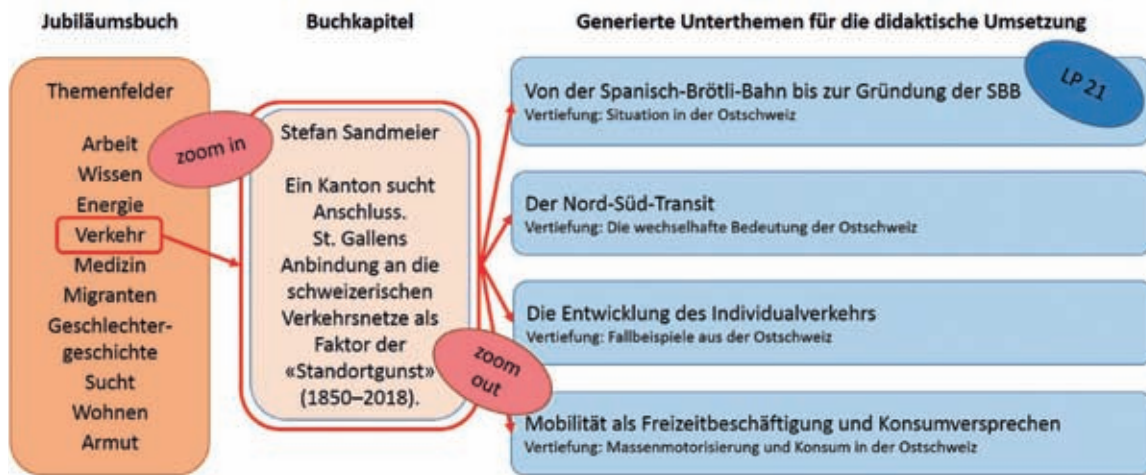 Jubiläumsbuch
Themenfelder
Arbeit
Wissen
Energie
Verkehr
Medizin
Migranten
Geschlechter-
geschichte
Sucht
Wohnen
Armut
zoom in
Buchkapitel
Stefan Sandmeier
Ein Kanton sucht
Anschluss.
St. Gallens
Anbindung an die
schweizerischen
Verkehrsnetze als
Faktor der
«Standortgunst»
(1850–2018).
zoom
out
Generierte Unterthemen für die didaktische Umsetzung
LP 21
Von der Spanisch-Brötli-Bahn bis zur Gründung der SBB
Vertiefung: Situation in der Ostschweiz
Der Nord-Süd-Transit
Vertiefung: Die wechselhafte Bedeutung der Ostschweiz
Die Entwicklung des Individualverkehrs
Vertiefung: Fallbeispiele aus der Ostschweiz
Mobilität als Freizeitbeschäftigung und Konsumversprechen
Vertiefung: Massenmotorisierung und Konsum in der Ostschweiz